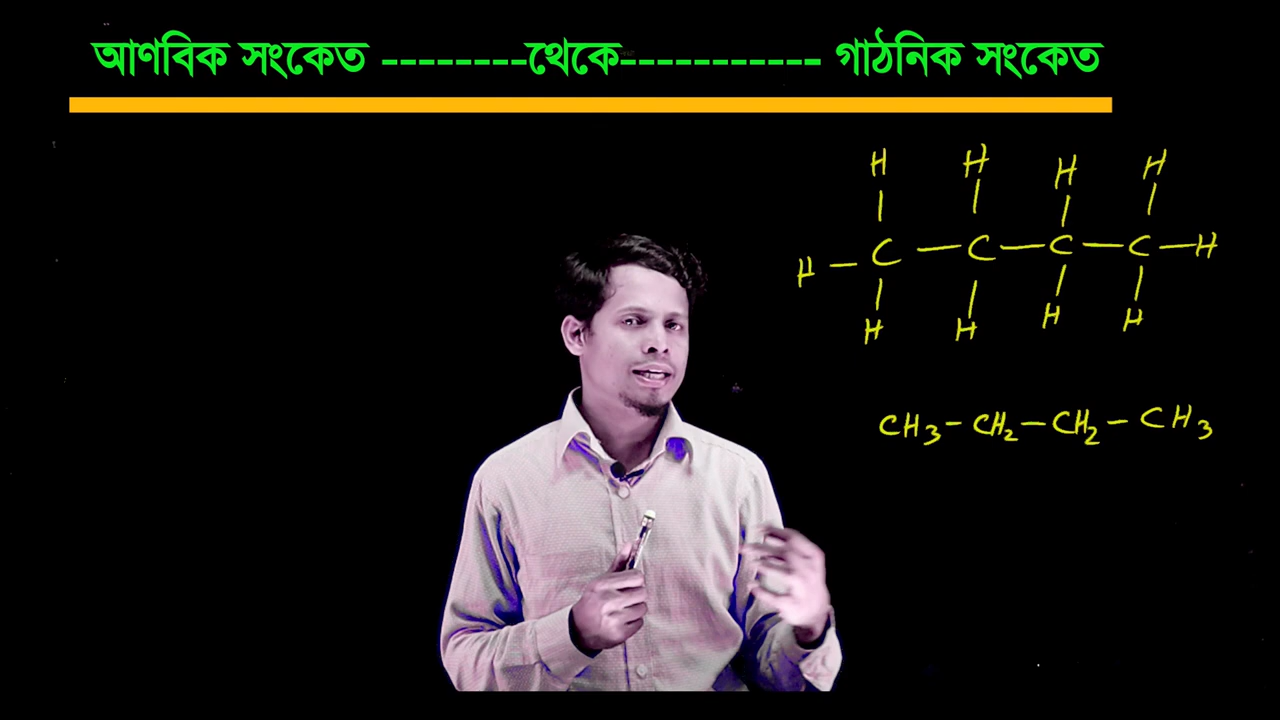 আণবিক সংকেত --------থেকে----------- গাঠনিক সংকেত
H H H H
| | | |
H — C — C — C — C — H
| | | |
H H H H
CH3 - CH2 - CH2 - CH3